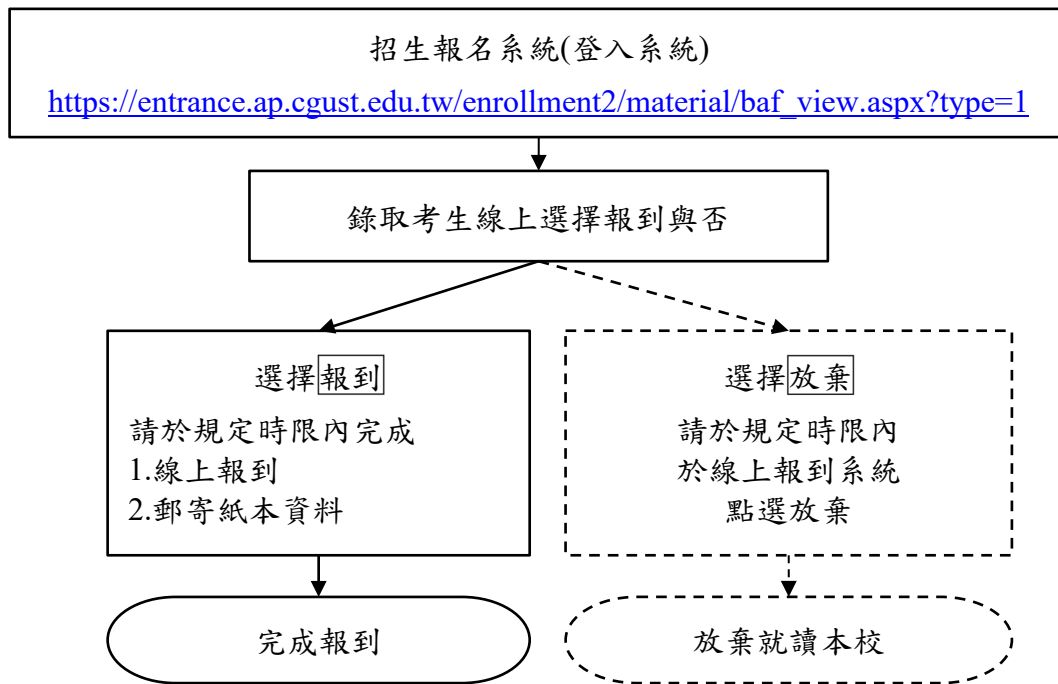 招生報名系統(登入系統)
https://entrance.ap.cgust.edu.tw/enrollment2/material/baf_view.aspx?type=1
錄取考生線上選擇報到與否
選擇報到
請於規定時限內完成
1.線上報到
2.郵寄紙本資料
選擇放棄
請於規定時限內
於線上報到系統
點選放棄
完成報到
放棄就讀本校